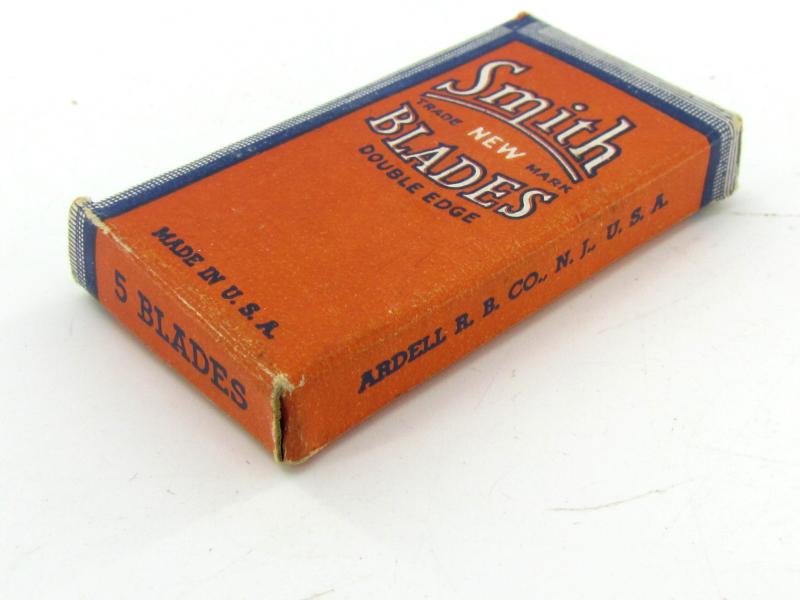 Smith
TRADE NEW MARK
BLADES
DOUBLE EDGE
MADE IN U.S.A.
5 BLADES
ARDELL R. B. CO., N. J., U. S. A.